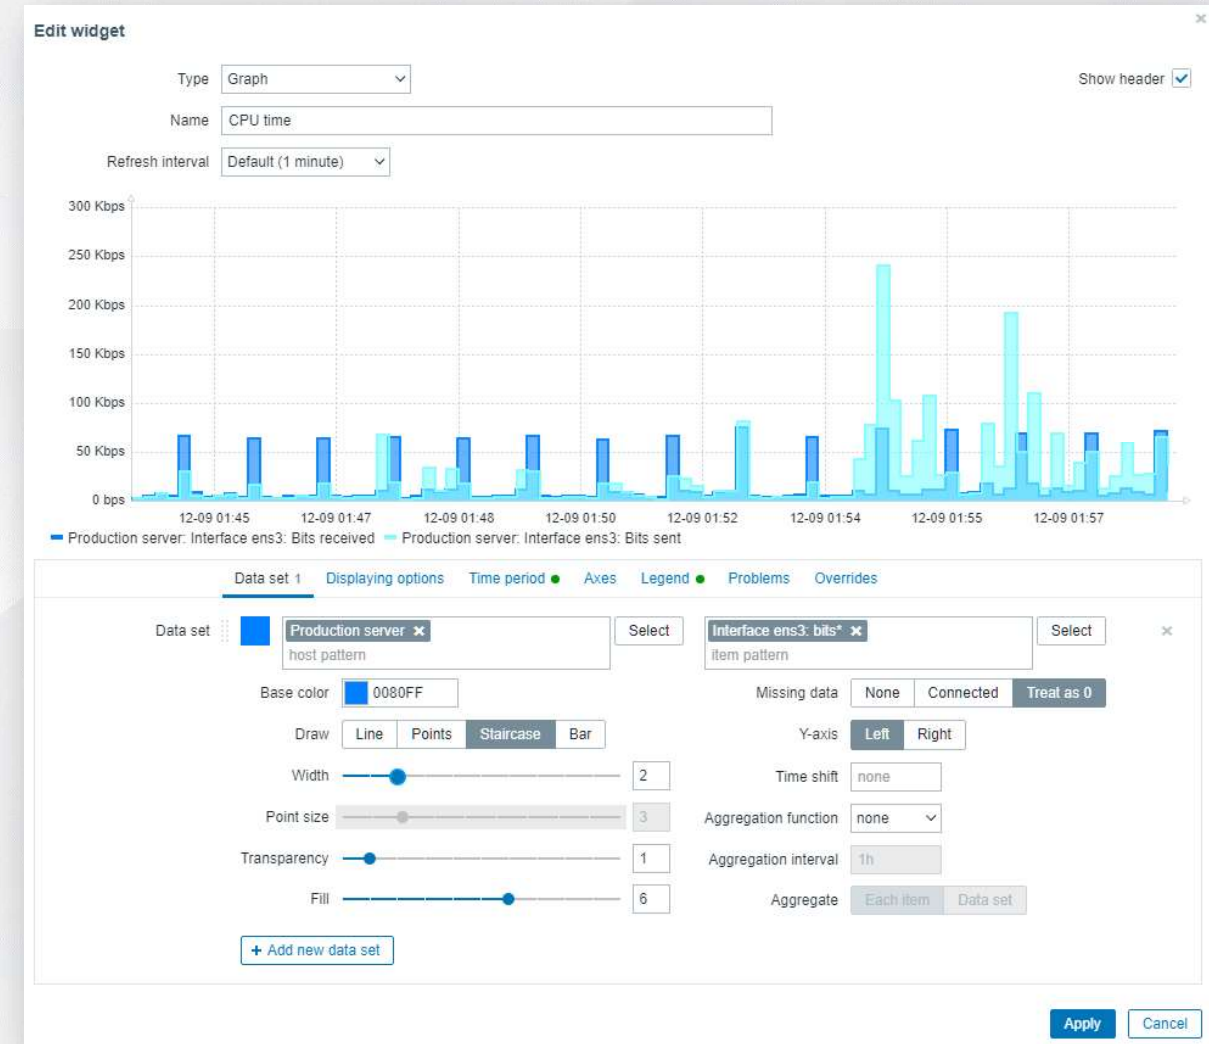 Edit widget
Type Graph Show header
Name CPU time
Refresh interval Default (1 minute)
300 Kbps
250 Kbps
200 Kbps
150 Kbps
100 Kbps
50 Kbps
0 bps
12-09 01:45 12-09 01:47 12-09 01:48 12-09 01:50 12-09 01:52 12-09 01:54 12-09 01:55 12-09 01:57
Production server: Interface ens3: Bits received Production server: Interface ens3: Bits sent
Data set 1 Displaying options Time period Axes Legend Problems Overrides
Data set Production server Select Interface ens3: bits* Select
host pattern item pattern
Base color 0080FF Missing data None Connected Treat as 0
Draw Line Points Staircase Bar Y-axis Left Right
Width 2 Time shift none
Point size 3 Aggregation function none
Transparency 1 Aggregation interval 1h
Fill 6 Aggregate Each item Data set
+ Add new data set
Apply Cancel